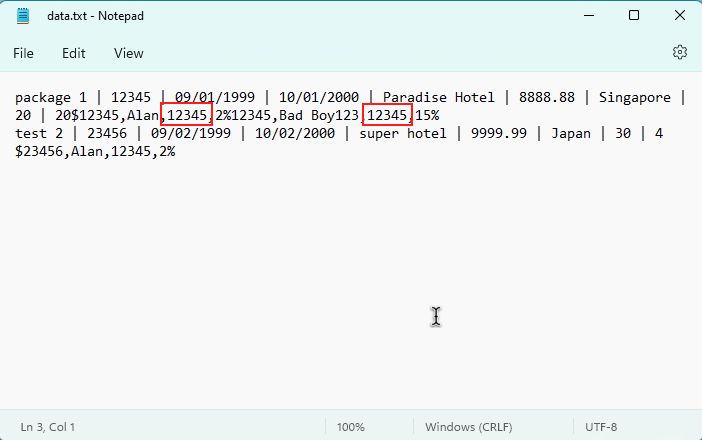 data.txt - Notepad
File Edit View
package 1 | 12345 | 09/01/1999 | 10/01/2000 | Paradise Hotel | 8888.88 | Singapore |
20 | 20$12345,Alan,12345,2%12345,Bad Boy123,12345,15%
test 2 | 23456 | 09/02/1999 | 10/02/2000 | super hotel | 9999.99 | Japan | 30 | 4
$23456,Alan,12345,2%
Ln 3, Col 1 100% Windows (CRLF) UTF-8